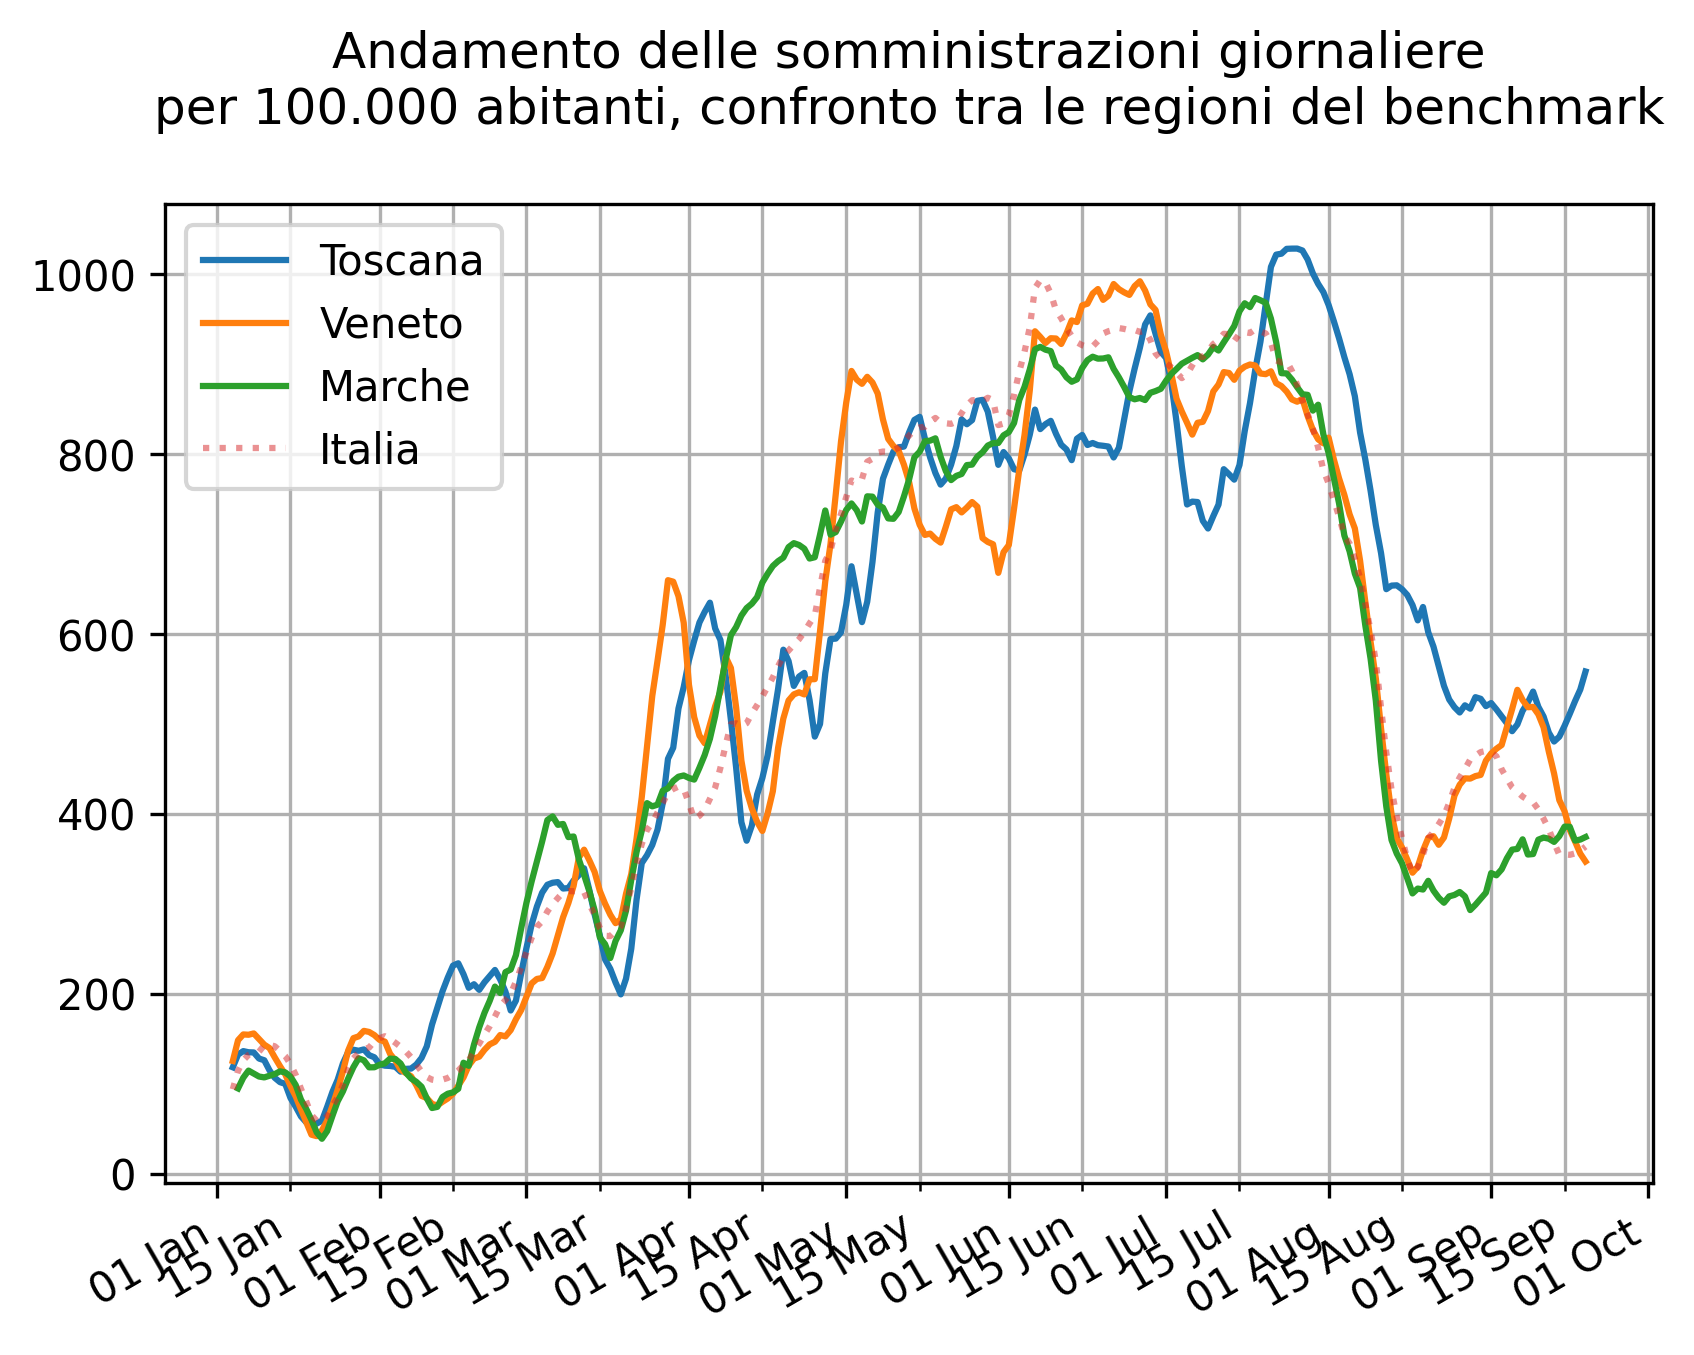 Andamento delle somministrazioni giornaliere
per 100.000 abitanti, confronto tra le regioni del benchmark
Toscana
Veneto
Marche
Italia
1000
800
600
400
200
0
01 Jan
15 Jan
01 Feb
15 Feb
01 Mar
15 Mar
01 Apr
15 Apr
01 May
15 May
01 Jun
15 Jun
01 Jul
15 Jul
01 Aug
15 Aug
01 Sep
15 Sep
01 Oct